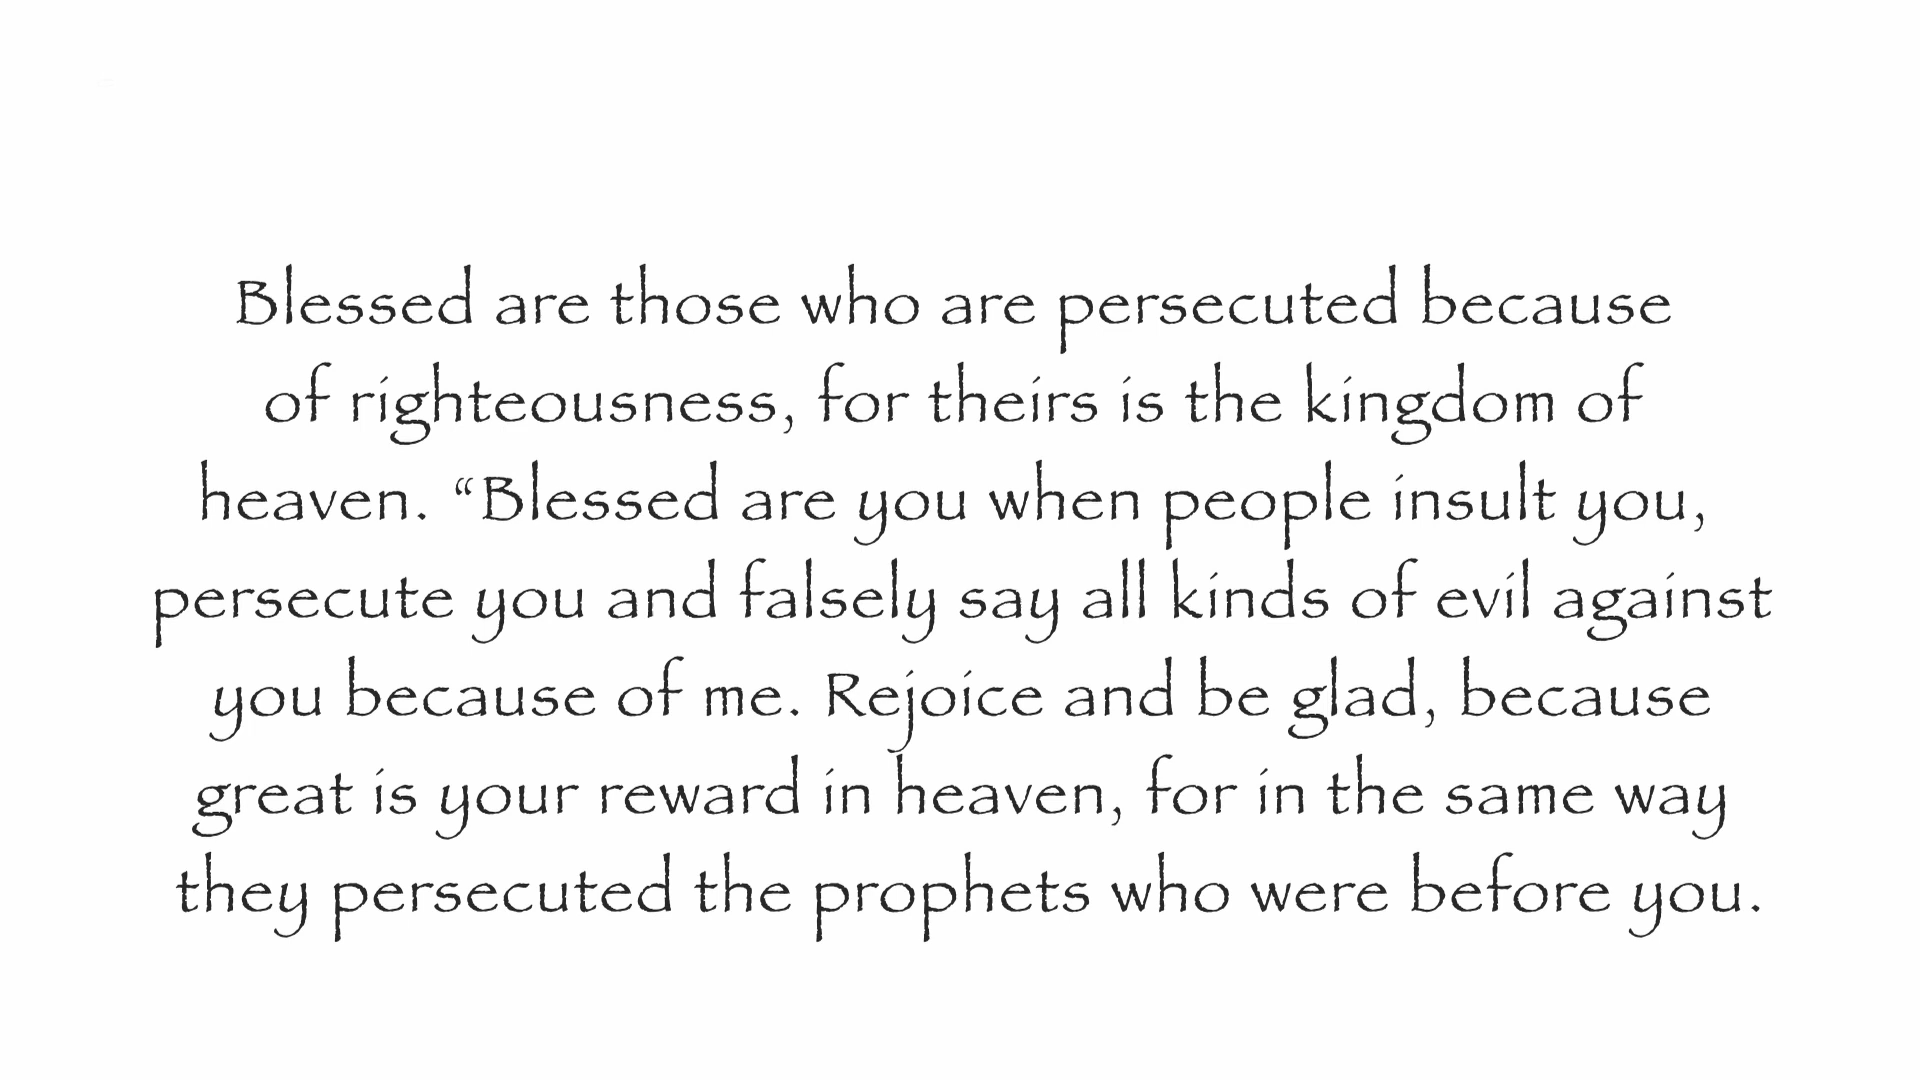 Blessed are those who are persecuted because
of righteousness, for theirs is the kingdom of
heaven. “Blessed are you when people insult you,
persecute you and falsely say all kinds of evil against
you because of me. Rejoice and be glad, because
great is your reward in heaven, for in the same way
they persecuted the prophets who were before you.